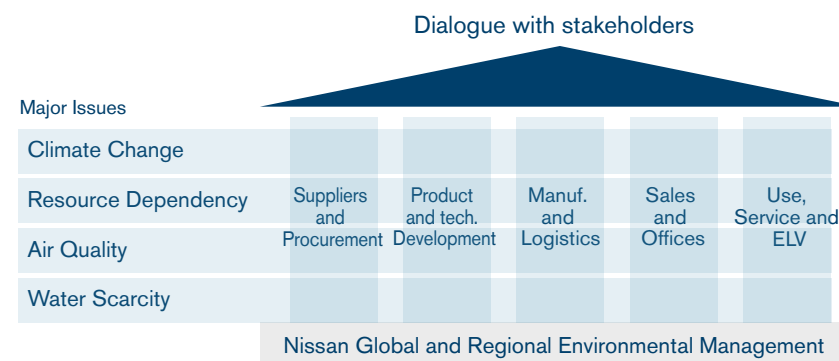 Dialogue with stakeholders
Major Issues
Climate Change
Resource Dependency
Air Quality
Water Scarcity
Suppliers
and
Procurement
Product
and tech.
Development
Manuf.
and
Logistics
Sales
and
Offices
Use,
Service and
ELV
Nissan Global and Regional Environmental Management